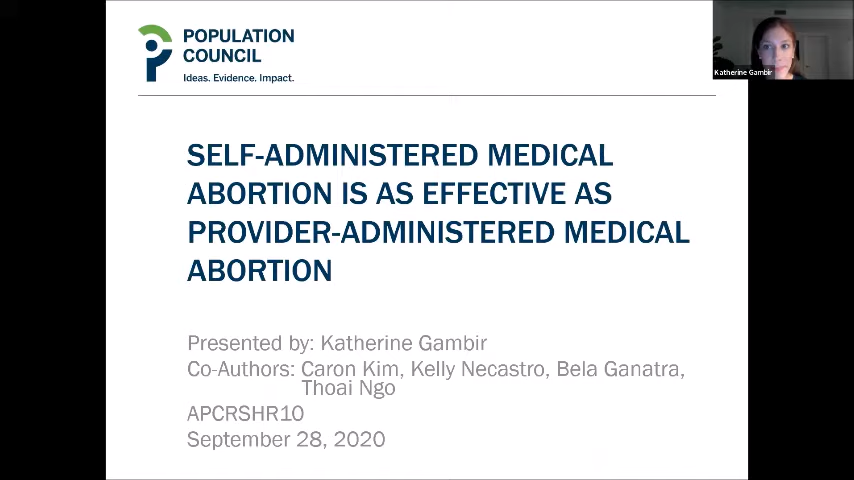 POPULATION
COUNCIL
Ideas. Evidence. Impact.
Katherine Gambir
SELF-ADMINISTERED MEDICAL
ABORTION IS AS EFFECTIVE AS
PROVIDER-ADMINISTERED MEDICAL
ABORTION
Presented by: Katherine Gambir
Co-Authors: Caron Kim, Kelly Necastro, Bela Ganatra,
Thoai Ngo
APCRSHR10
September 28, 2020